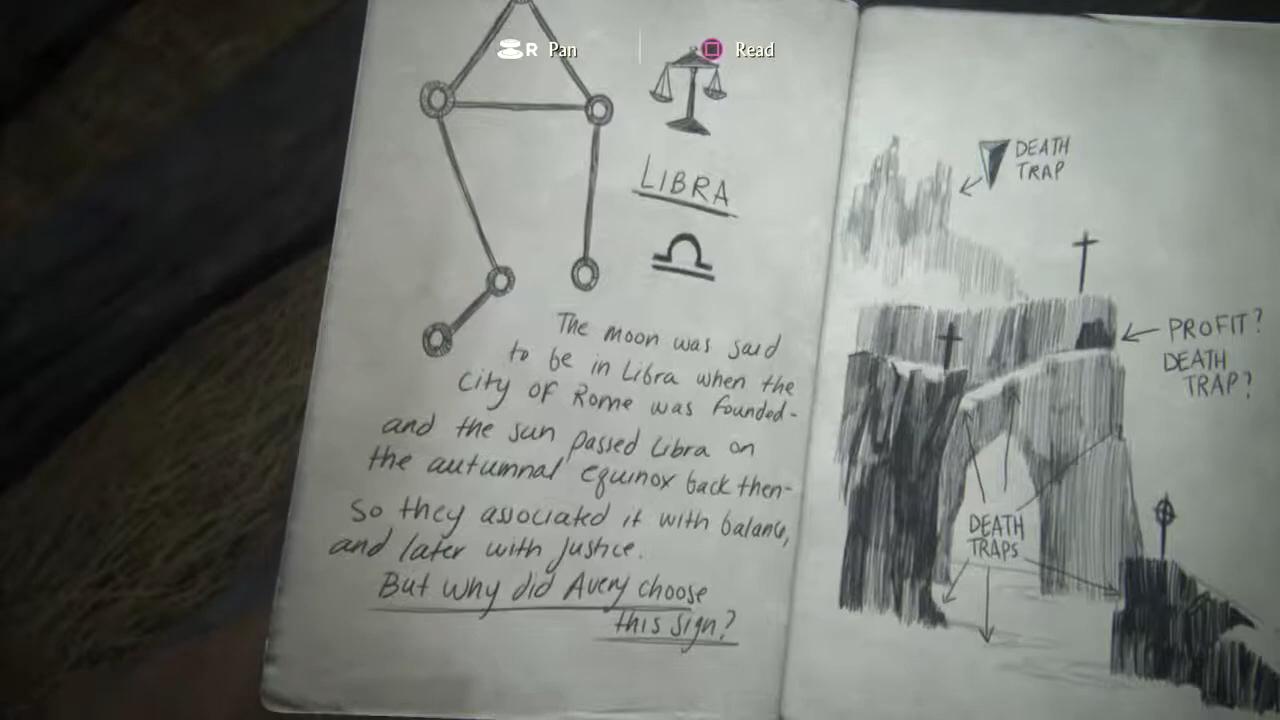 R Pan
Read
LIBRA
The moon was said
to be in Libra when the
City of Rome was founded-
and the sun passed Libra on
the autumnal equinox back then-
so they associated it with balance,
and later with justice.
But why did Avery choose
this sign?
DEATH
TRAP
PROFIT?
DEATH
TRAP?
DEATH
TRAPS